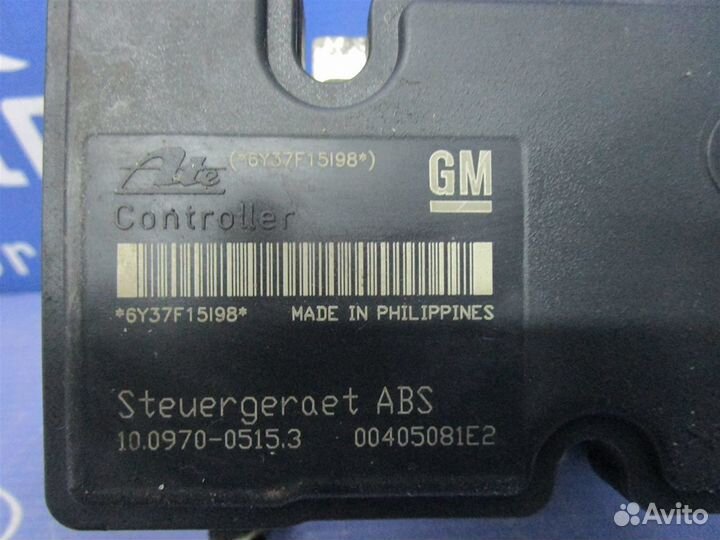 Ate (*6Y37F15I98*)
GM
Controller
*6Y37F15I98* MADE IN PHILIPPINES
Steuergeraet ABS
10.0970-0515.3 00405081E2
Avito